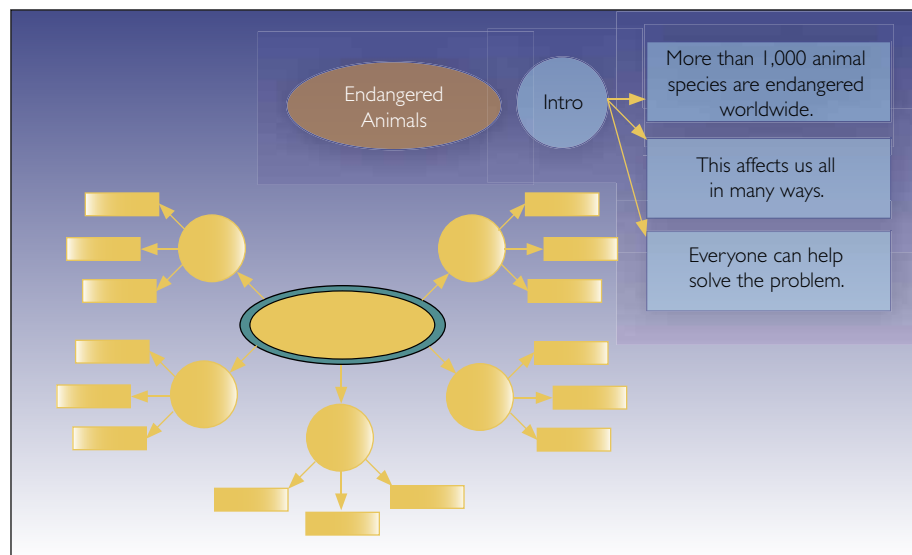 Endangered
Animals
Intro
More than 1,000 animal
species are endangered
worldwide.
This affects us all
in many ways.
Everyone can help
solve the problem.